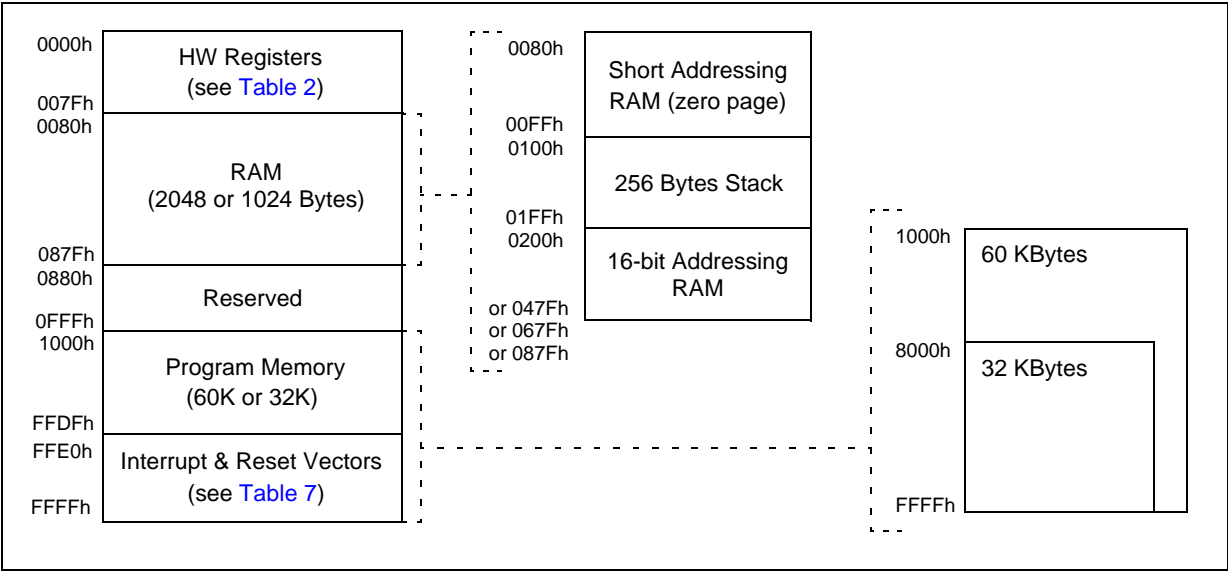 0000h
HW Registers
(see Table 2)
007Fh
0080h
RAM
(2048 or 1024 Bytes)
087Fh
0880h
Reserved
0FFFh
1000h
Program Memory
(60K or 32K)
FFDFh
FFE0h
Interrupt & Reset Vectors
(see Table 7)
FFFFh
0080h
Short Addressing
RAM (zero page)
00FFh
0100h
256 Bytes Stack
01FFh
0200h
16-bit Addressing
RAM
or 047Fh
or 067Fh
or 087Fh
1000h
60 KBytes
8000h
32 KBytes
FFFFh